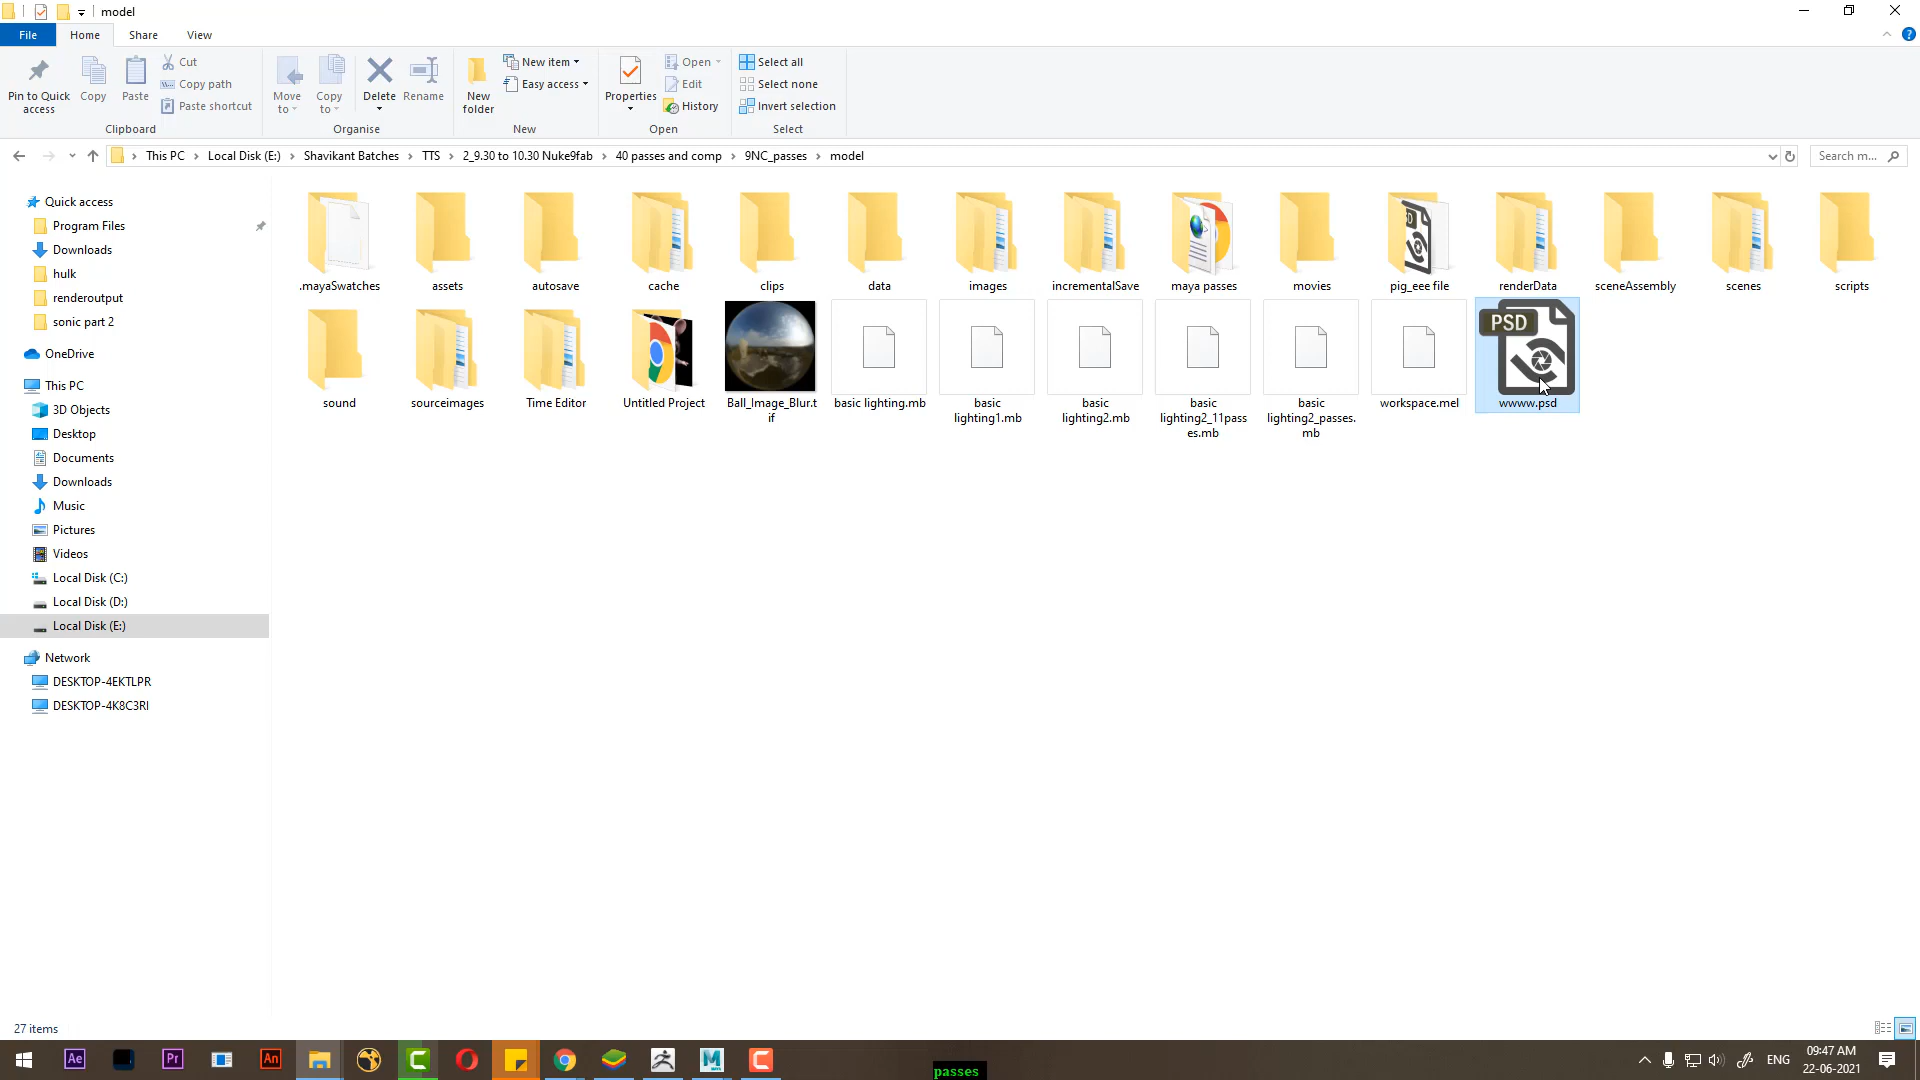 model
File Home Share View
Pin to Quick access
Copy
Paste
Cut
Copy path
Paste shortcut
Clipboard
Move to
Copy to
Delete
Rename
Organise
New folder
New item
Easy access
New
Properties
Open
Edit
History
Open
Select all
Select none
Invert selection
Select
This PC > Local Disk (E:) > Shavikant Batches > TTS > 2_9.30 to 10.30 Nuke9fab > 40 passes and comp > 9NC_passes > model
Search m...
Quick access
Program Files
Downloads
hulk
renderoutput
sonic part 2
OneDrive
This PC
3D Objects
Desktop
Documents
Downloads
Music
Pictures
Videos
Local Disk (C:)
Local Disk (D:)
Local Disk (E:)
Network
DESKTOP-4EKTLPR
DESKTOP-4K8C3RI
.mayaSwatches assets autosave cache clips data images incrementalSave maya passes movies pig_eee file renderData sceneAssembly scenes scripts
PSD
sound
sourceimages
Time Editor
Untitled Project
Ball_Image_Blur.tif
basic lighting.mb
basic lighting1.mb
basic lighting2.mb
basic lighting2_11passes.mb
basic lighting2_passes.mb
workspace.mel
wwww.psd
27 items
Ae
Pr
An
passes
ENG
09:47 AM
22-06-2021